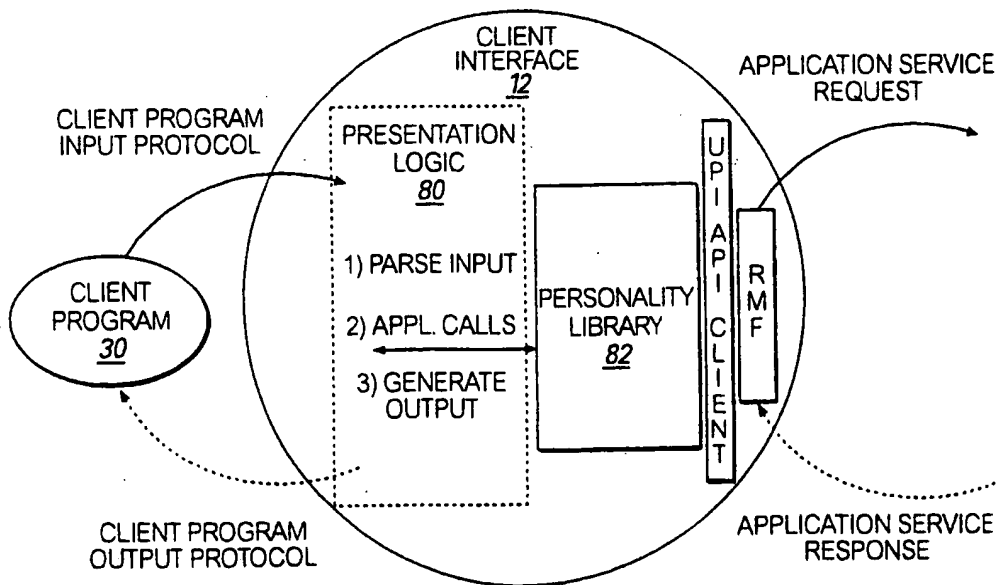 CLIENT
INTERFACE
12
APPLICATION SERVICE
REQUEST
CLIENT PROGRAM
INPUT PROTOCOL
PRESENTATION
LOGIC
80
1) PARSE INPUT
2) APPL. CALLS
3) GENERATE
OUTPUT
CLIENT
PROGRAM
30
PERSONALITY
LIBRARY
82
UPI API CLIENT
RMF
CLIENT PROGRAM
OUTPUT PROTOCOL
APPLICATION SERVICE
RESPONSE